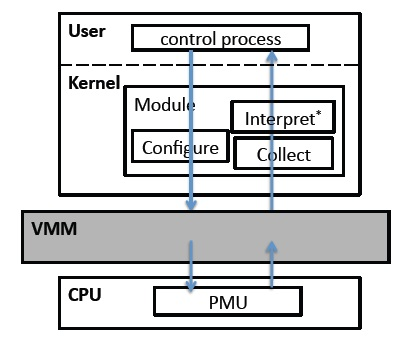 User
control process
Kernel
Module
Interpret*
Configure
Collect
VMM
CPU
PMU